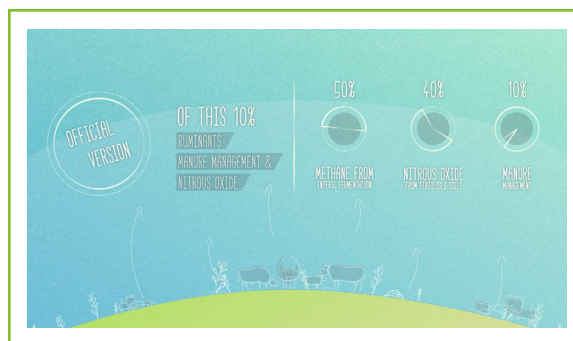 OFFICIAL
VERSION
OF THIS 10%
RUMINANTS
MANURE MANAGEMENT &
NITROUS OXIDE
50%
METHANE FROM
ENTERIC FERMENTATION
40%
NITROUS OXIDE
FROM FERTILISED SOILS
10%
MANURE
MANAGEMENT